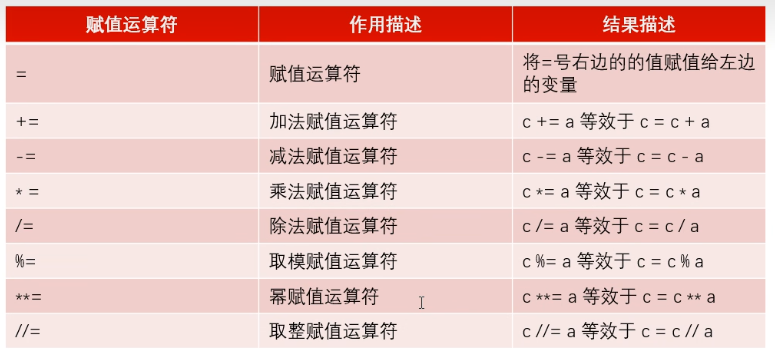 赋值运算符 作用描述 结果描述
= 赋值运算符 将=号右边的的值赋值给左边
的变量
+= 加法赋值运算符 c += a 等效于 c = c + a
-= 减法赋值运算符 c -= a 等效于 c = c - a
* = 乘法赋值运算符 c *= a 等效于 c = c * a
/= 除法赋值运算符 c /= a 等效于 c = c / a
%= 取模赋值运算符 c %= a 等效于 c = c % a
**= 幂赋值运算符 c **= a 等效于 c = c ** a
//= 取整赋值运算符 c //= a 等效于 c = c // a